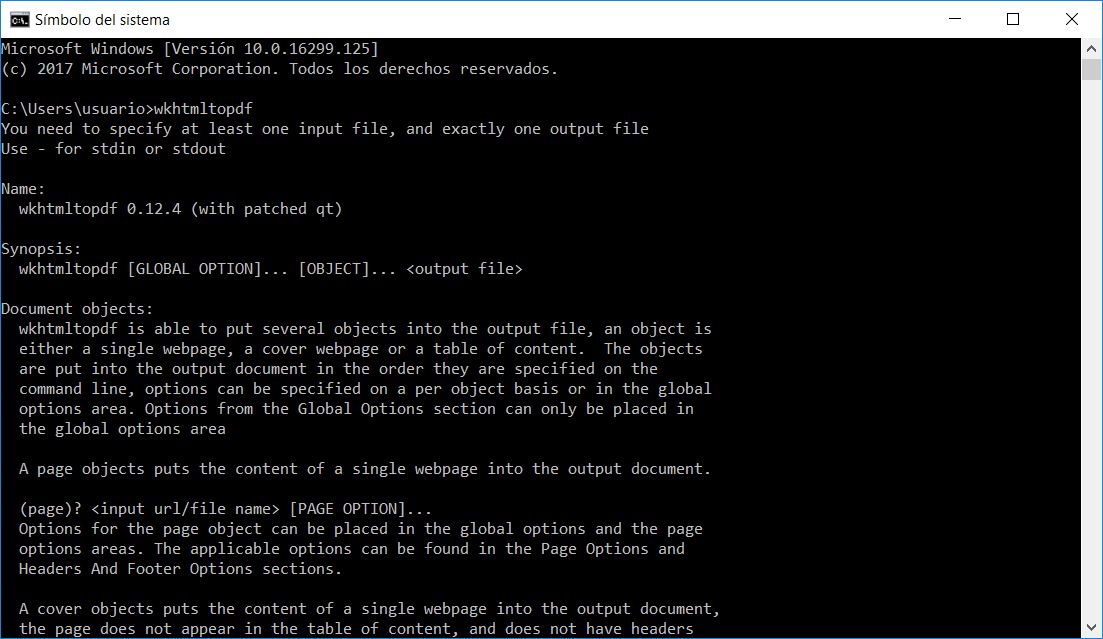 Símbolo del sistema
Microsoft Windows [Versión 10.0.16299.125]
(c) 2017 Microsoft Corporation. Todos los derechos reservados.
C:\Users\usuario>wkhtmltopdf
You need to specify at least one input file, and exactly one output file
Use - for stdin or stdout
Name:
  wkhtmltopdf 0.12.4 (with patched qt)
Synopsis:
  wkhtmltopdf [GLOBAL OPTION]... [OBJECT]... <output file>
Document objects:
  wkhtmltopdf is able to put several objects into the output file, an object is
  either a single webpage, a cover webpage or a table of content.  The objects
  are put into the output document in the order they are specified on the
  command line, options can be specified on a per object basis or in the global
  options area. Options from the Global Options section can only be placed in
  the global options area
  A page objects puts the content of a single webpage into the output document.
  (page)? <input url/file name> [PAGE OPTION]...
  Options for the page object can be placed in the global options and the page
  options areas. The applicable options can be found in the Page Options and
  Headers And Footer Options sections.
  A cover objects puts the content of a single webpage into the output document,
  the page does not appear in the table of content, and does not have headers